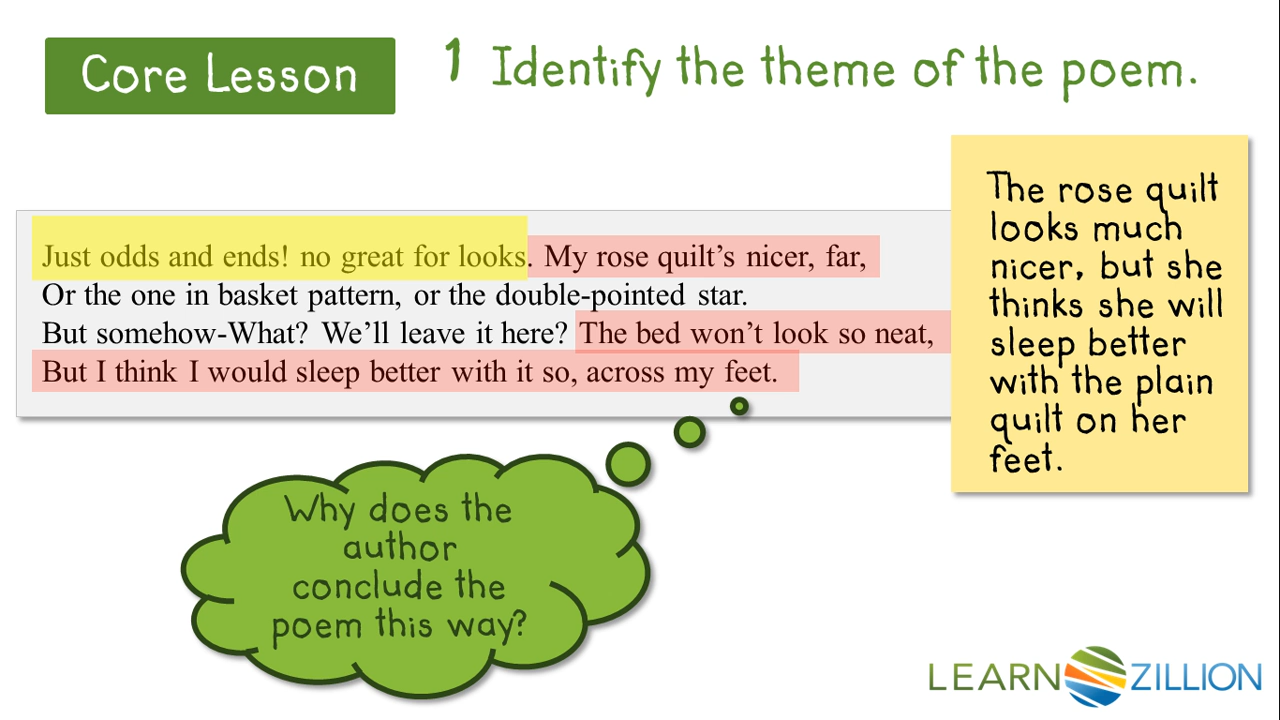 Core Lesson
1 Identify the theme of the poem.
Just odds and ends! no great for looks. My rose quilt’s nicer, far,
Or the one in basket pattern, or the double-pointed star.
But somehow-What? We’ll leave it here? The bed won’t look so neat,
But I think I would sleep better with it so, across my feet.
The rose quilt
looks much
nicer, but she
thinks she will
sleep better
with the plain
quilt on her
feet.
Why does the
author
conclude the
poem this way?
LEARN ZILLION